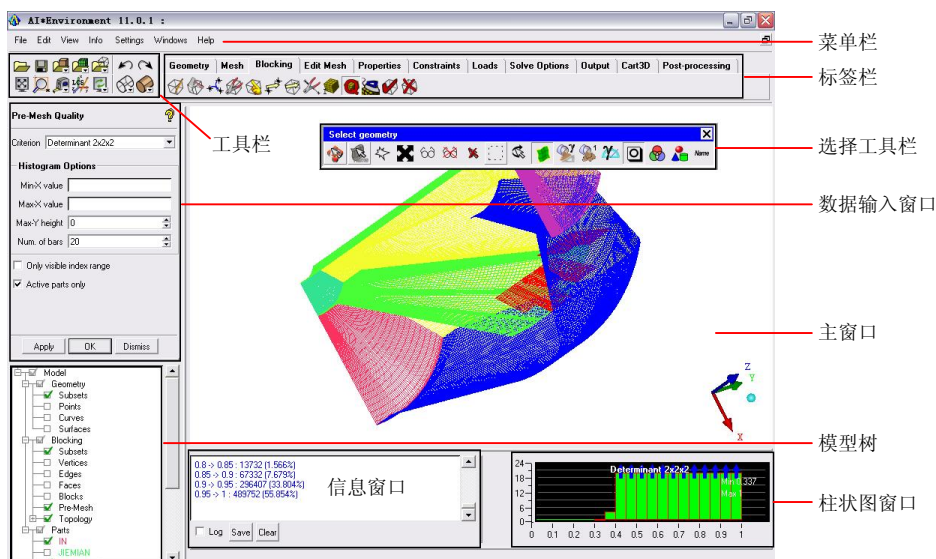 AI*Environment 11.0.1 :
File Edit View Info Settings Windows Help
菜单栏
Geometry Mesh Blocking Edit Mesh Properties Constraints Loads Solve Options Output Cart3D Post-processing
标签栏
工具栏
Pre-Mesh Quality
Criterion Determinant 2x2x2
Histogram Options
Min-X value
Max-X value
Max-Y height 0
Num. of bars 20
Only visible index range
Active parts only
Apply OK Dismiss
Select geometry
Name
选择工具栏
数据输入窗口
主窗口
Z
Y
X
Model
Geometry
Subsets
Points
Curves
Surfaces
Blocking
Subsets
Vertices
Edges
Faces
Blocks
Pre-Mesh
Topology
Parts
IN
JIEMIAN
模型树
0.8 -> 0.85 : 13732 (1.566%)
0.85 -> 0.9 : 67332 (7.679%)
0.9 -> 0.95 : 296407 (33.804%)
0.95 -> 1 : 489752 (55.854%)
信息窗口
Log Save Clear
Determinant 2x2x2
Min 0.337
Max 1
24
18
12
6
0
0 0.1 0.2 0.3 0.4 0.5 0.6 0.7 0.8 0.9 1
柱状图窗口